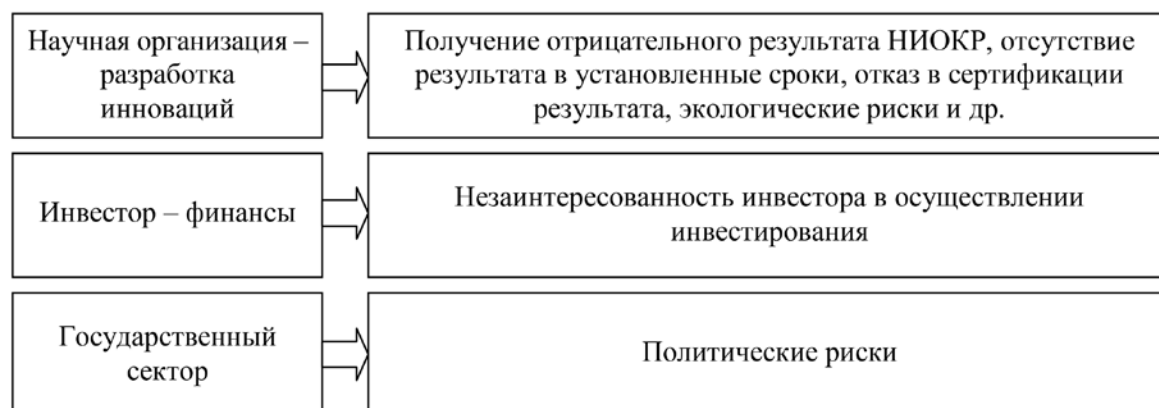 Научная организация –
разработка
инноваций
Получение отрицательного результата НИОКР, отсутствие
результата в установленные сроки, отказ в сертификации
результата, экологические риски и др.
Инвестор – финансы
Незаинтересованность инвестора в осуществлении
инвестирования
Государственный
сектор
Политические риски